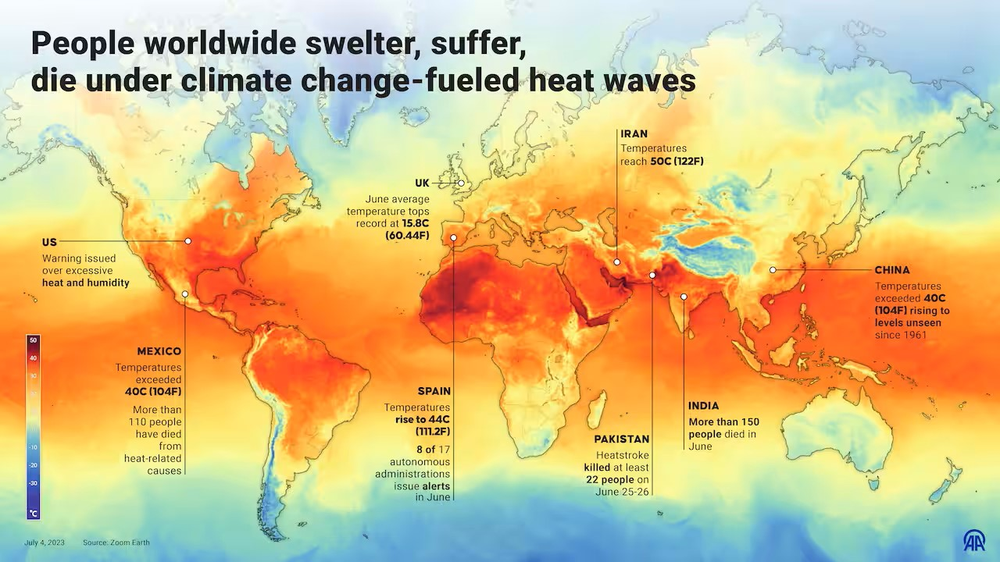 People worldwide swelter, suffer,
die under climate change-fueled heat waves
IRAN
Temperatures
reach 50C (122F)
UK
June average
temperature tops
record at 15.8C
(60.44F)
US
Warning issued
over excessive
heat and humidity
CHINA
Temperatures
exceeded 40C
(104F) rising to
levels unseen
since 1961
MEXICO
Temperatures
exceeded
40C (104F)
More than
110 people
have died
from
heat-related
causes
SPAIN
Temperatures
rise to 44C
(111.2F)
8 of 17
autonomous
administrations
issue alerts
in June
PAKISTAN
Heatstroke
killed at least
22 people on
June 25-26
INDIA
More than 150
people died in
June
50
40
30
-10
-20
-30
°C
July 4, 2023 Source: Zoom Earth
AA